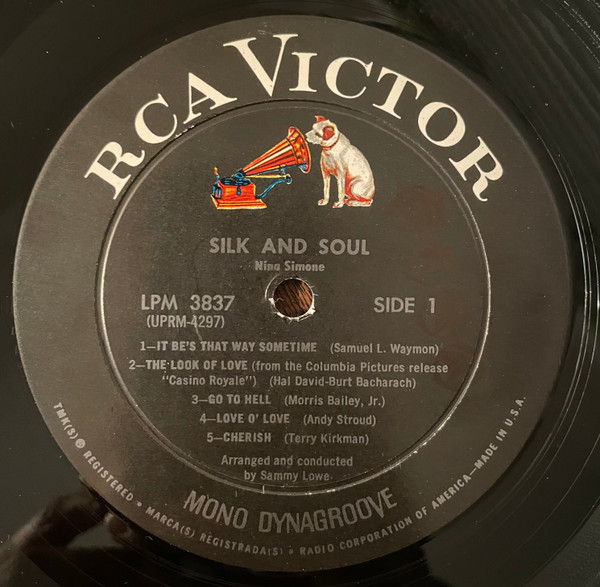 RCA VICTOR
SILK AND SOUL
Nina Simone
LPM 3837 SIDE 1
(UPRM-4297)
1—IT BE'S THAT WAY SOMETIME (Samuel L. Waymon)
2—THE LOOK OF LOVE (from the Columbia Pictures release
"Casino Royale") (Hal David-Burt Bacharach)
3—GO TO HELL (Morris Bailey, Jr.)
4—LOVE O' LOVE (Andy Stroud)
5—CHERISH (Terry Kirkman)
Arranged and conducted
by Sammy Lowe
MONO DYNAGROOVE
TMK(S) ® REGISTERED • MARCA(S) REGISTRADA(S) • RADIO CORPORATION OF AMERICA—MADE IN U.S.A.